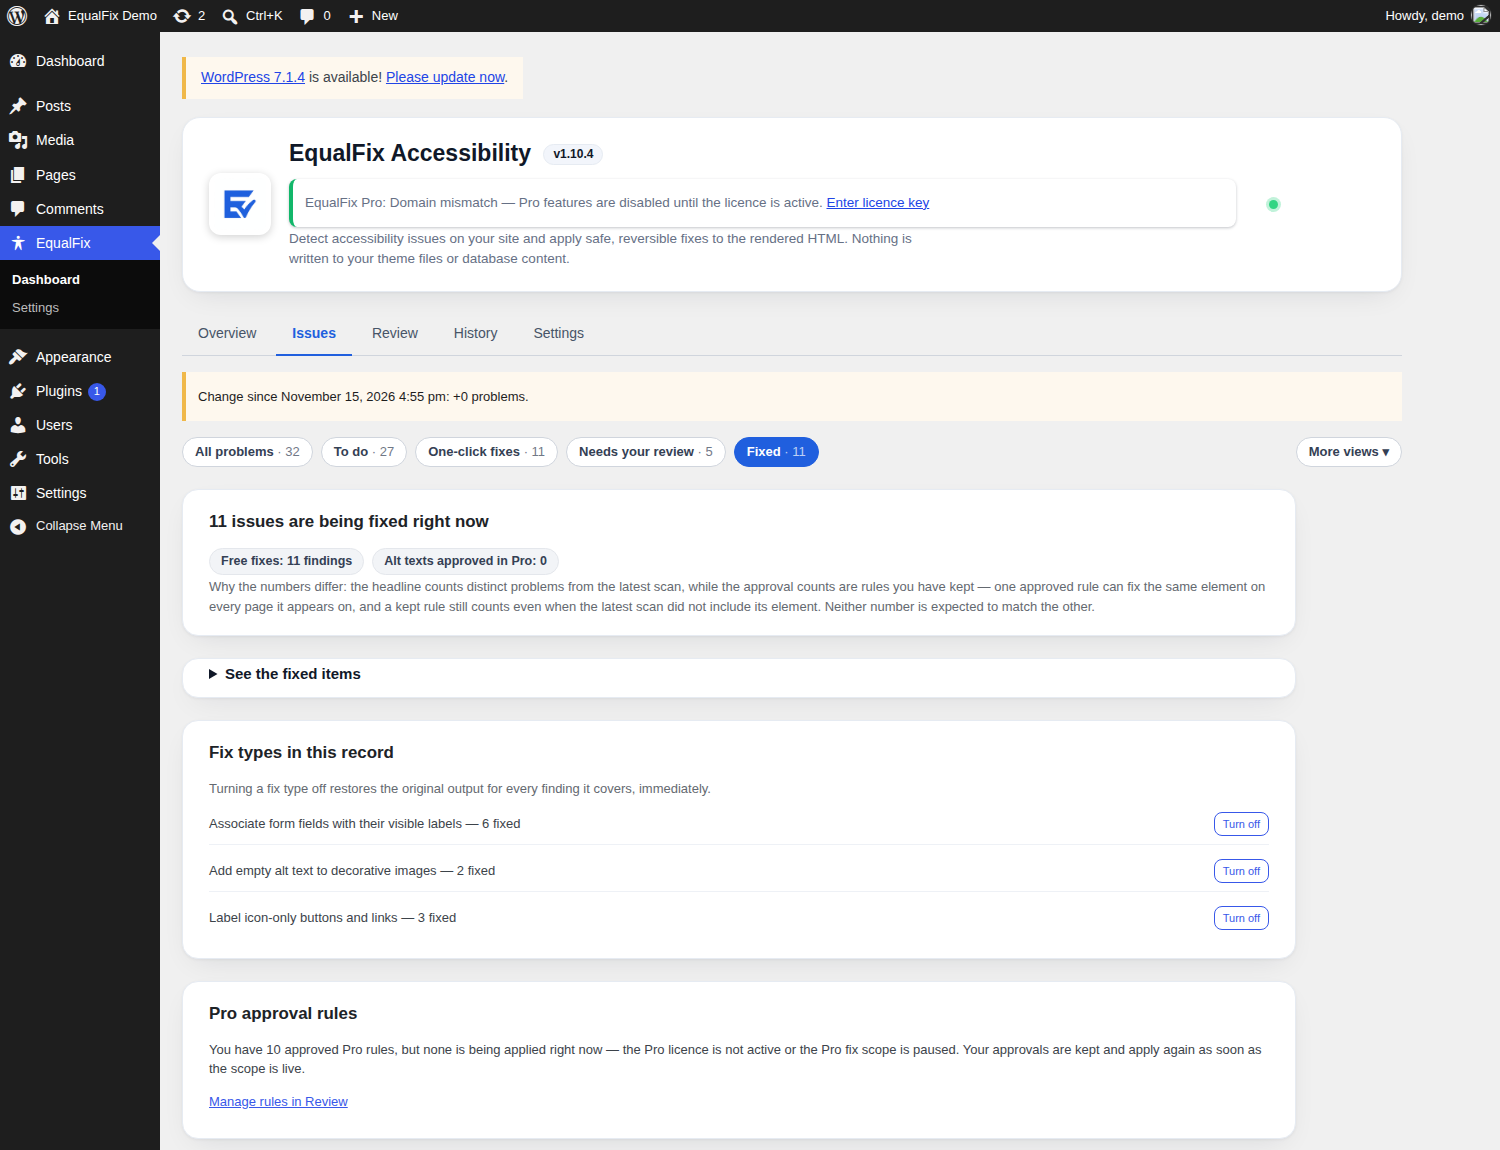 EqualFix Demo 2 Ctrl+K 0 New Howdy, demo
Dashboard
Posts
Media
Pages
Comments
EqualFix
Dashboard
Settings
Appearance
Plugins 1
Users
Tools
Settings
Collapse Menu
WordPress 7.1.4 is available! Please update now.
EqualFix Accessibility v1.10.4
EqualFix Pro: Domain mismatch — Pro features are disabled until the licence is active. Enter licence key
Detect accessibility issues on your site and apply safe, reversible fixes to the rendered HTML. Nothing is
written to your theme files or database content.
Overview Issues Review History Settings
Change since November 15, 2026 4:55 pm: +0 problems.
All problems · 32 To do · 27 One-click fixes · 11 Needs your review · 5 Fixed · 11 More views ▾
11 issues are being fixed right now
Free fixes: 11 findings Alt texts approved in Pro: 0
Why the numbers differ: the headline counts distinct problems from the latest scan, while the approval counts are rules you have kept — one approved rule can fix the same element on
every page it appears on, and a kept rule still counts even when the latest scan did not include its element. Neither number is expected to match the other.
See the fixed items
Fix types in this record
Turning a fix type off restores the original output for every finding it covers, immediately.
Associate form fields with their visible labels — 6 fixed Turn off
Add empty alt text to decorative images — 2 fixed Turn off
Label icon-only buttons and links — 3 fixed Turn off
Pro approval rules
You have 10 approved Pro rules, but none is being applied right now — the Pro licence is not active or the Pro fix scope is paused. Your approvals are kept and apply again as soon as
the scope is live.
Manage rules in Review